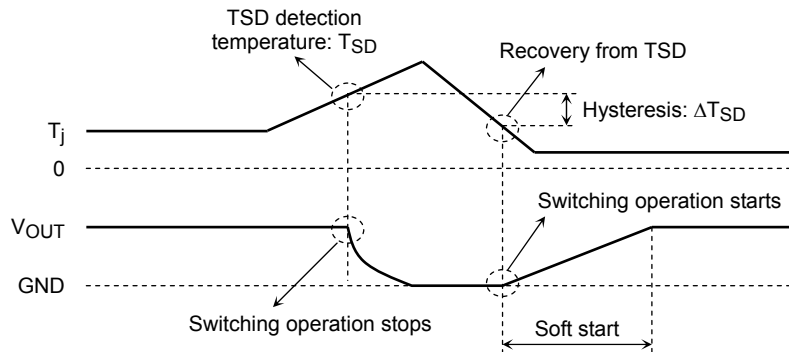 TSD detection
temperature: TSD
Recovery from TSD
Hysteresis: ΔTSD
Tj
0
Switching operation starts
VOUT
GND
Switching operation stops
Soft start